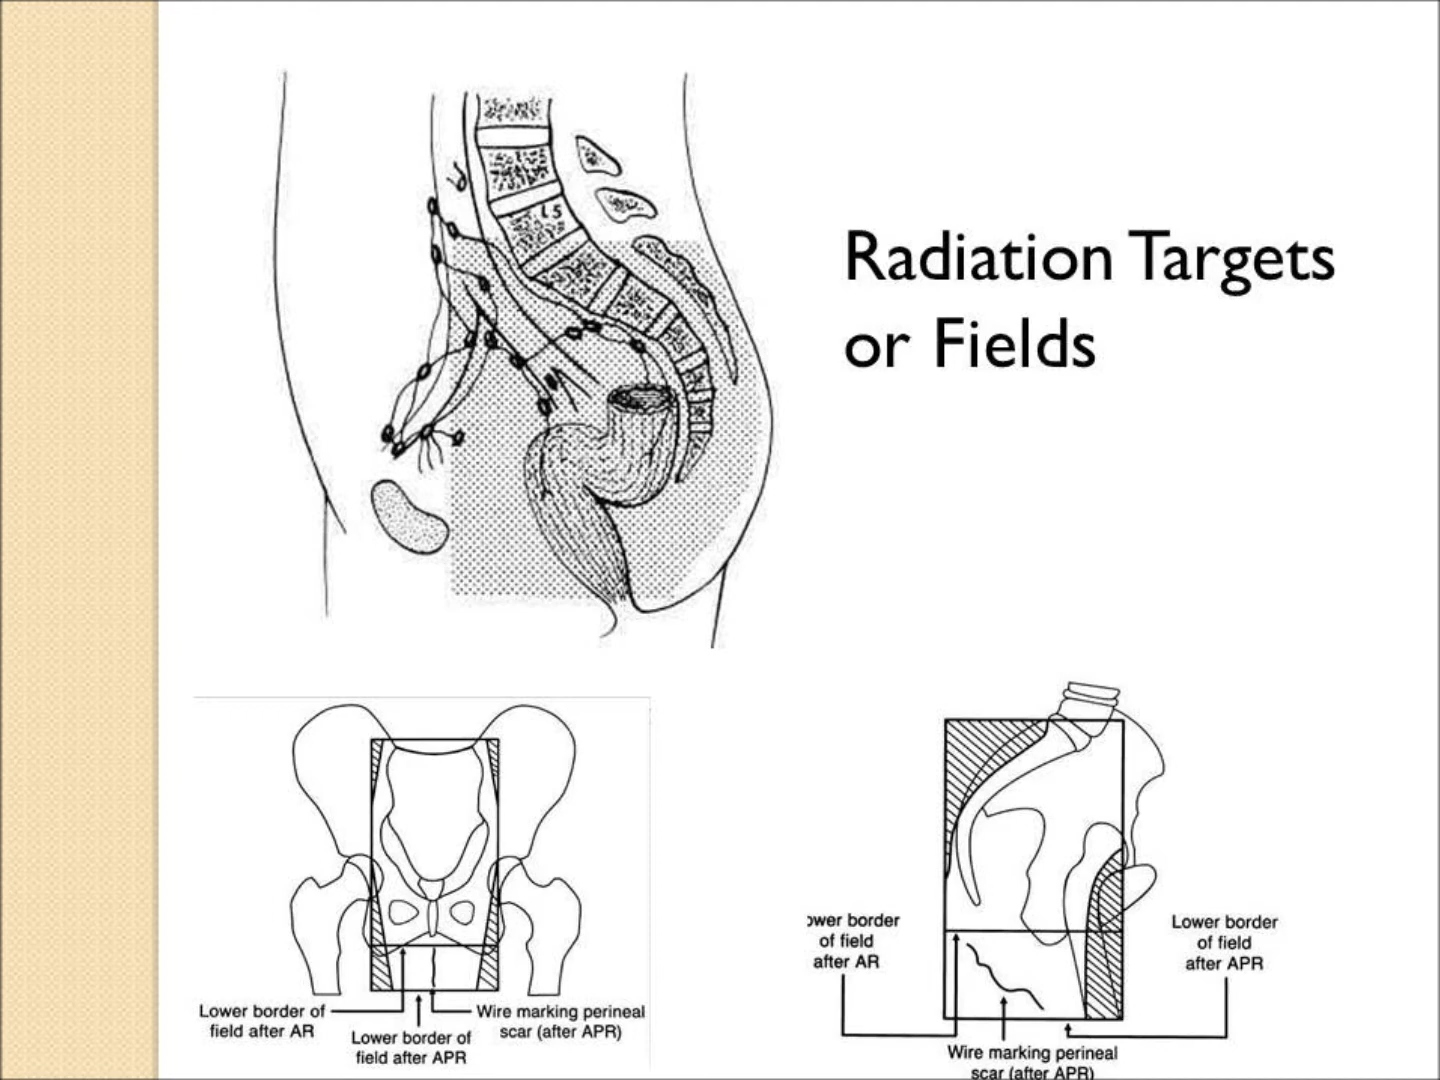 Radiation Targets
or Fields
L5
Lower border of
field after AR
Lower border of
field after APR
Wire marking perineal
scar (after APR)
ower border
of field
after AR
Lower border
of field
after APR
Wire marking perineal
scar (after APR)